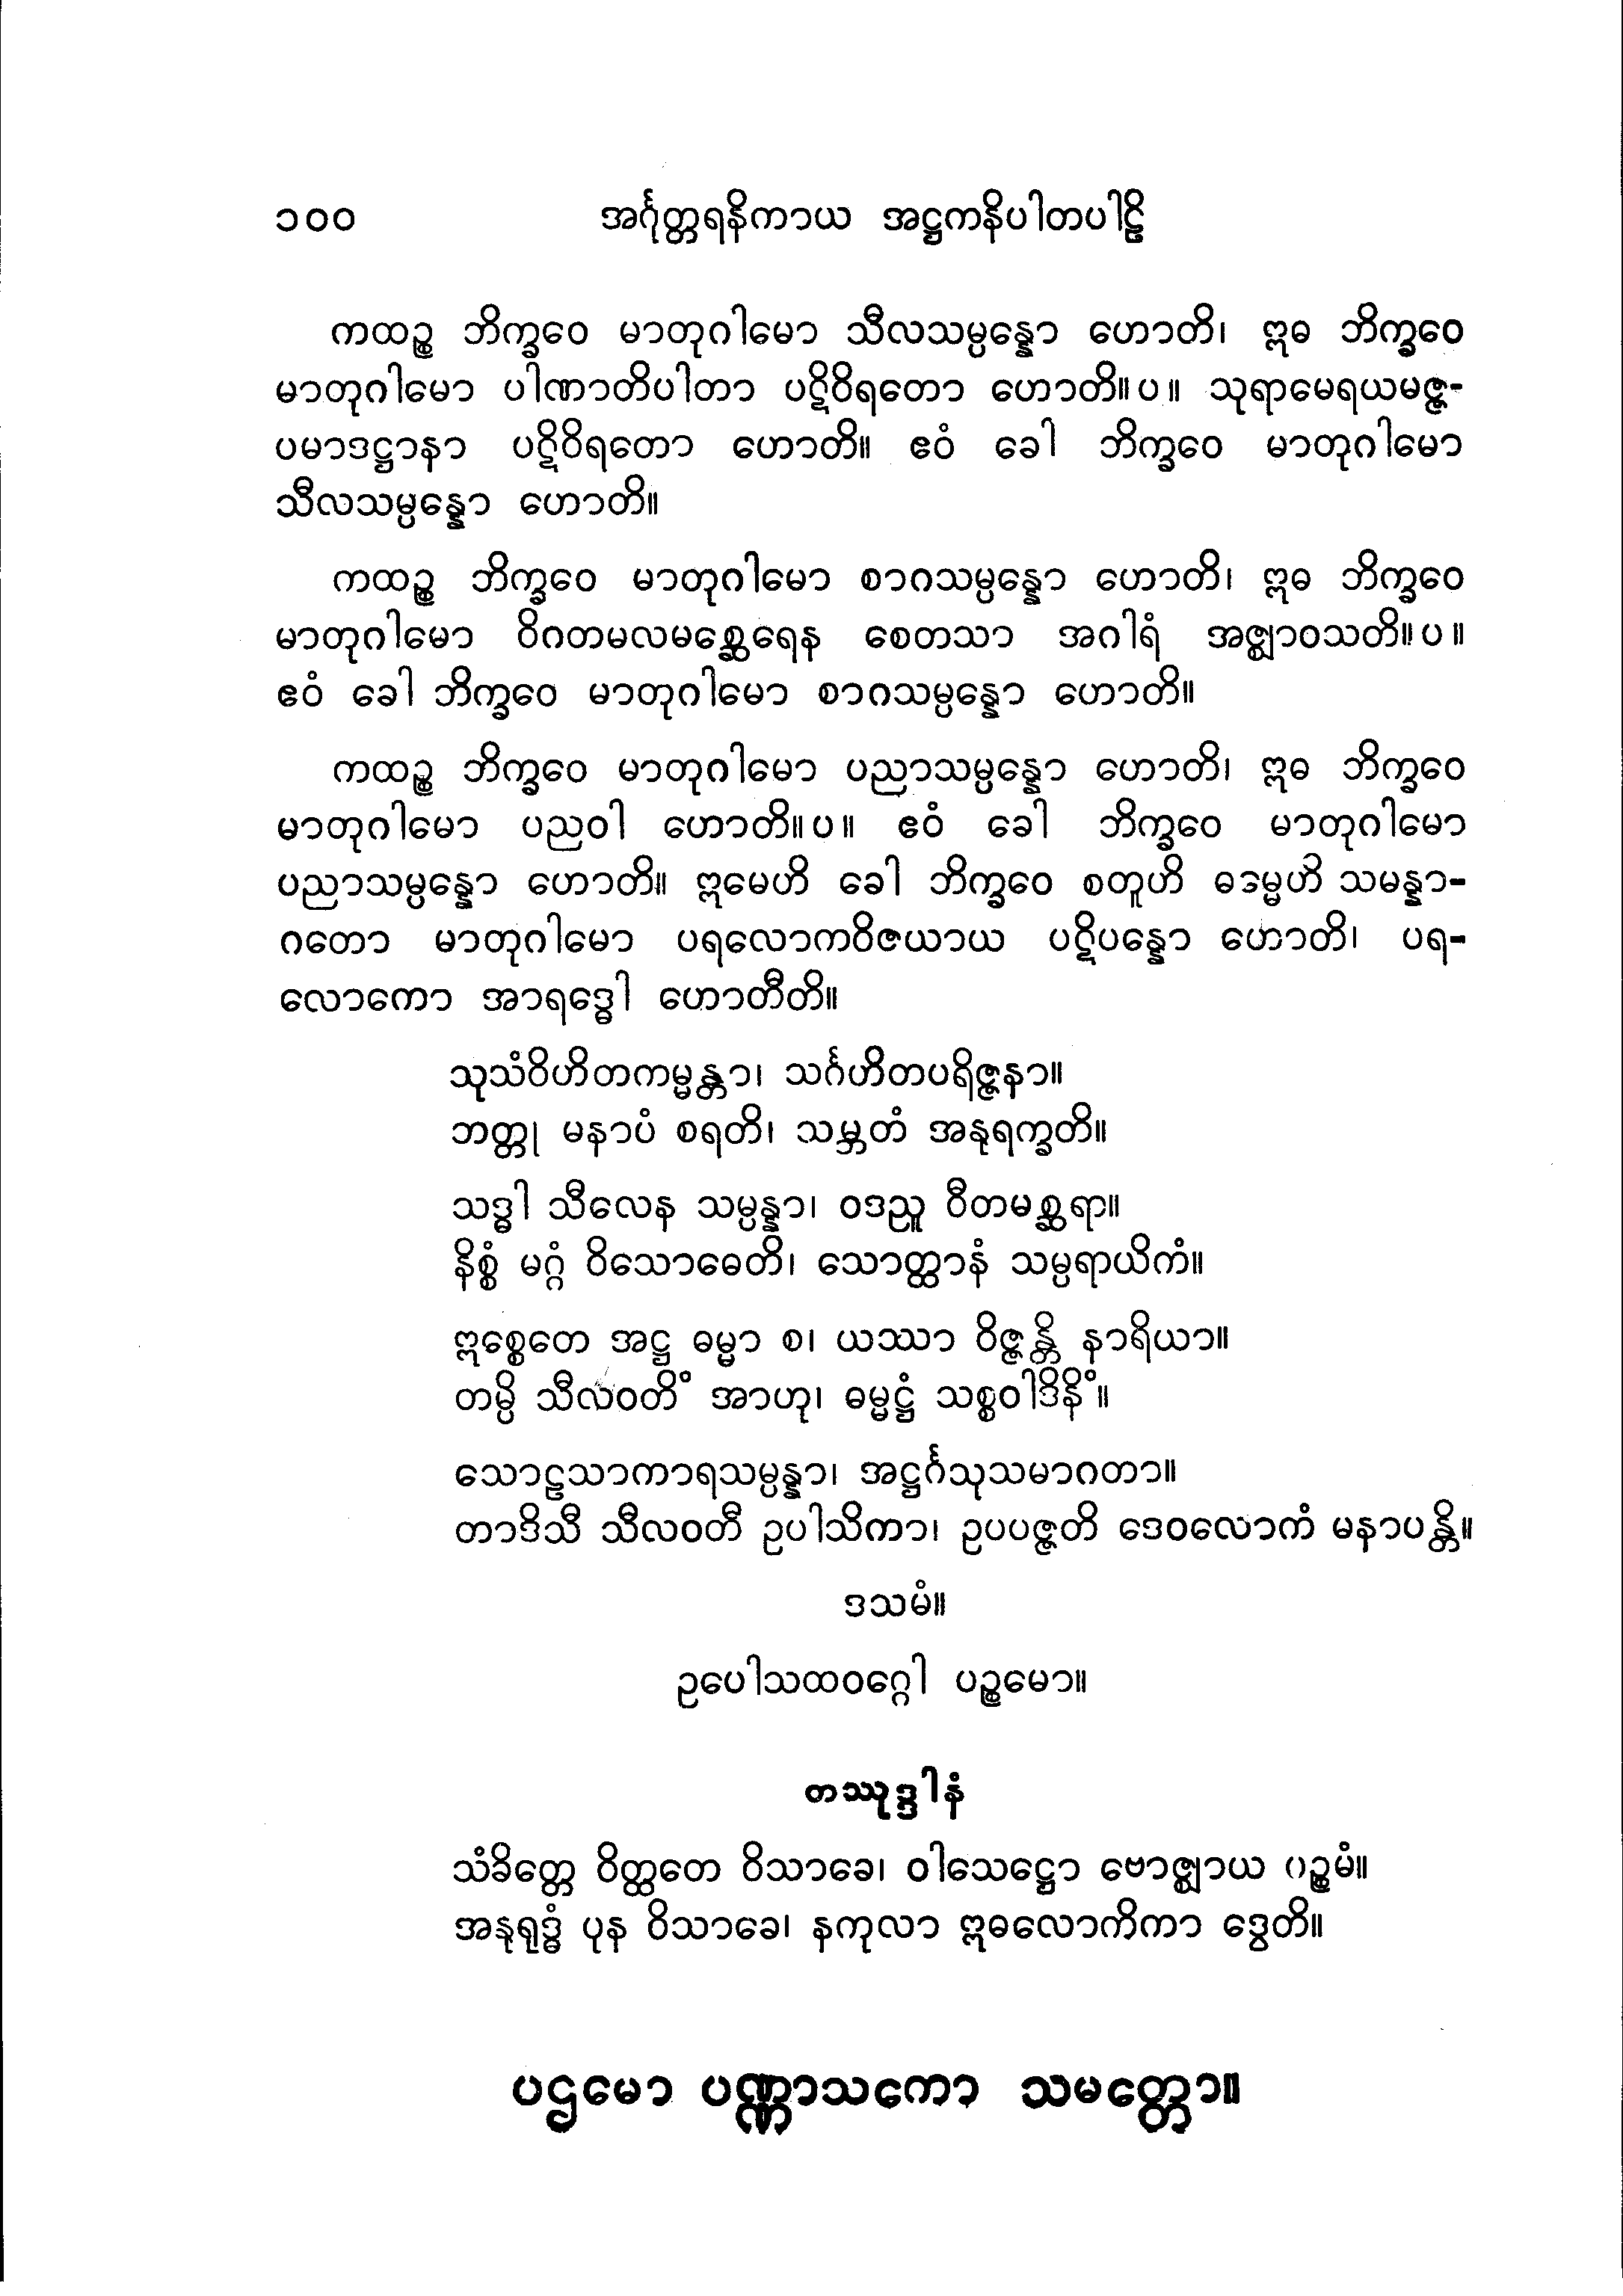 ၁၀၀ အင်္ဂုတ္တရနိကာယ အဋ္ဌကနိပါတပါဠိ
ကထဉ္စ ဘိက္ခဝေ မာတုဂါမော သီလသမ္ပန္နော ဟောတိ၊ ဣဓ ဘိက္ခဝေ
မာတုဂါမော ပါဏာတိပါတာ ပဋိဝိရတော ဟောတိ။ပ။ သုရာမေရယမဇ္ဇ-
ပမာဒဋ္ဌာနာ ပဋိဝိရတော ဟောတိ။ ဧဝံ ခေါ ဘိက္ခဝေ မာတုဂါမော
သီလသမ္ပန္နော ဟောတိ။
ကထဉ္စ ဘိက္ခဝေ မာတုဂါမော စာဂသမ္ပန္နော ဟောတိ၊ ဣဓ ဘိက္ခဝေ
မာတုဂါမော ဝိဂတမလမစ္ဆေရေန စေတသာ အဂါရံ အဇ္ဈာဝသတိ။ပ။
ဧဝံ ခေါ ဘိက္ခဝေ မာတုဂါမော စာဂသမ္ပန္နော ဟောတိ။
ကထဉ္စ ဘိက္ခဝေ မာတုဂါမော ပညာသမ္ပန္နော ဟောတိ၊ ဣဓ ဘိက္ခဝေ
မာတုဂါမော ပညဝါ ဟောတိ။ပ။ ဧဝံ ခေါ ဘိက္ခဝေ မာတုဂါမော
ပညာသမ္ပန္နော ဟောတိ။ ဣမေဟိ ခေါ ဘိက္ခဝေ စတူဟိ ဓဒမ္မဟိ သမန္နာ-
ဂတော မာတုဂါမော ပရလောကဝိဇယာယ ပဋိပန္နော ဟောတိ၊ ပရ-
လောကော အာရဒ္ဓေါ ဟောတီတိ။
သုသံဝိဟိတကမ္မန္တာ၊ သင်္ဂဟိတပရိဇ္ဇနာ။
ဘတ္တု မနာပံ စရတိ၊ သမ္ဘတံ အနုရက္ခတိ။
သဒ္ဓါ သီလေန သမ္ပန္နာ၊ ဝဒညူ ဝီတမစ္ဆရာ။
နိစ္စံ မဂ္ဂံ ဝိသောဓေတိ၊ သောတ္ထာနံ သမ္ပရာယိကံ။
ဣစ္စေတေ အဋ္ဌ ဓမ္မာ စ၊ ယဿာ ဝိဇ္ဇန္တိ နာရိယာ။
တမ္ပိ သီလဝတိံ အာဟု၊ ဓမ္မဋ္ဌံ သစ္စဝါဒိနိံ။
သောဠသာကာရသမ္ပန္နာ၊ အဋ္ဌင်္ဂသုသမာဂတာ။
တာဒိသီ သီလဝတီ ဥပါသိကာ၊ ဥပပဇ္ဇတိ ဒေဝလောကံ မနာပန္တိ။
ဒသမံ။
ဥပေါသထဝဂ္ဂေါ ပဉ္စမော။
တဿုဒ္ဒါနံ
သံခိတ္တေ ဝိတ္ထတေ ဝိသာခေ၊ ဝါသေဋ္ဌော ဗောဇ္ဈာယ ပဉ္စမံ။
အနုရုဒ္ဓံ ပုန ဝိသာခေ၊ နကုလာ ဣဓလောကိကာ ဒွေတိ။
ပဌမော ပဏ္ဏာသကော သမတ္တော။